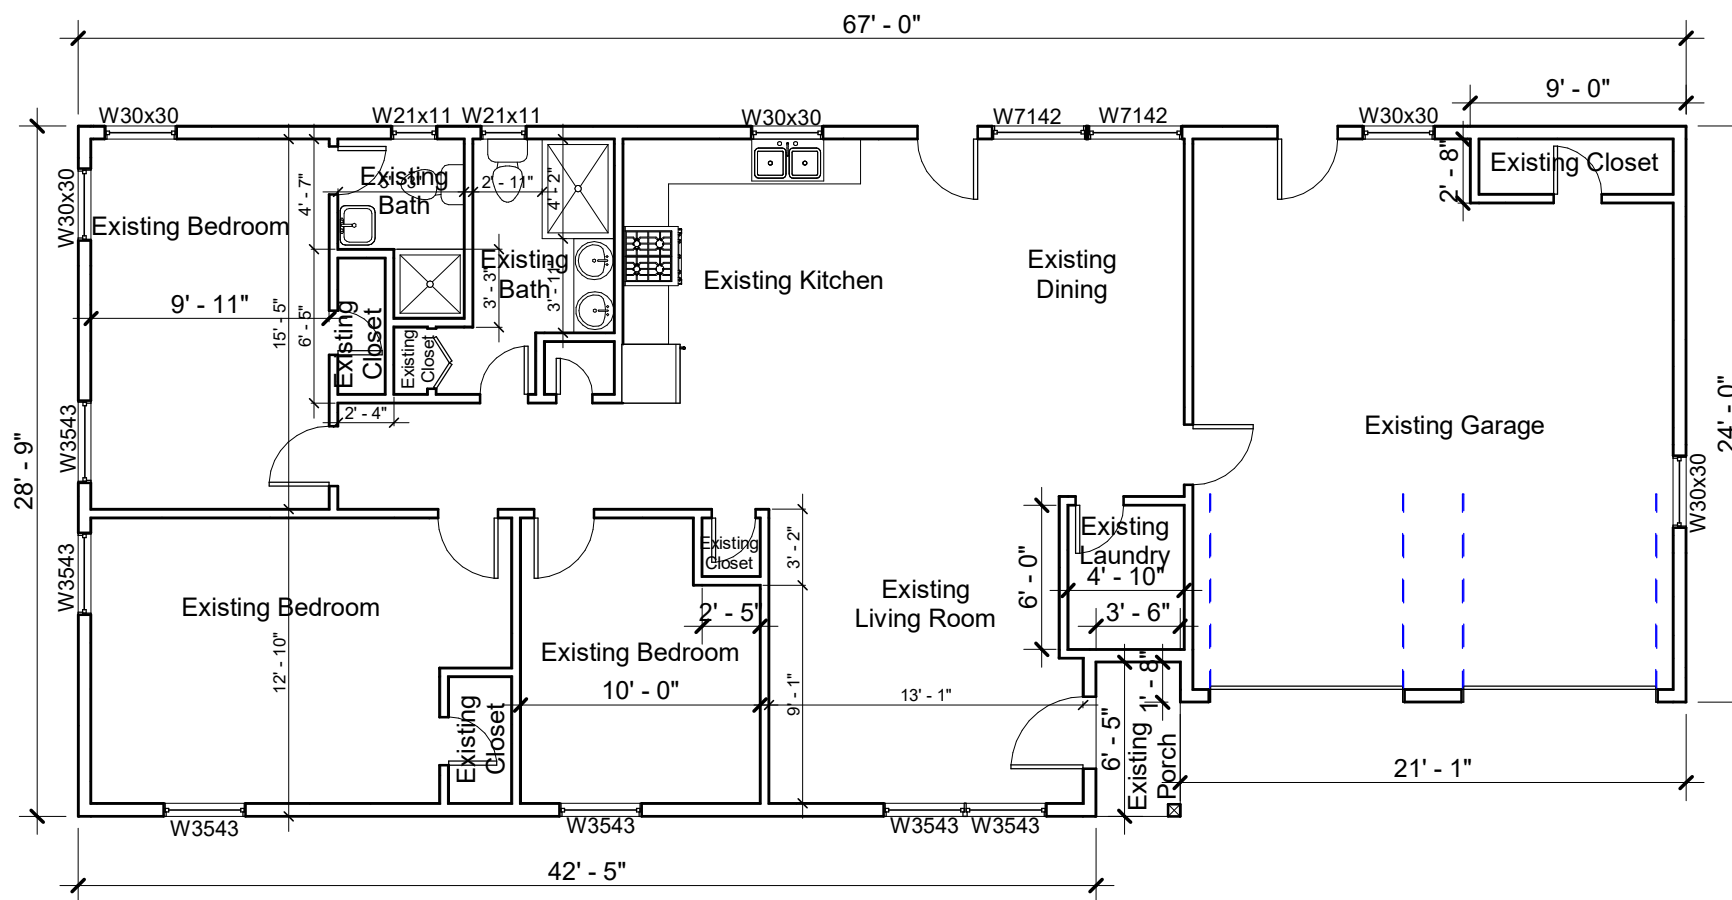 67' - 0"
9' - 0"
W30x30
W21x11
W21x11
W30x30
W7142
W7142
W30x30
2' - 8"
Existing Closet
4' - 7"
Existing
Bath
2' - 11"
4' - 2"
W30x30
Existing Bedroom
Existing
Bath
3' - 3"
3' - 11"
Existing Kitchen
Existing
Dining
9' - 11"
15' - 5"
6' - 5"
Existing
Closet
Existing
Closet
2' - 4"
Existing Garage
24' - 0"
W3543
28' - 9"
W30x30
W3543
Existing
Closet
3' - 2"
Existing
Laundry
6' - 0"
4' - 10"
3' - 6"
Existing Bedroom
2' - 5"
Existing
Living Room
12' - 10"
Existing Bedroom
10' - 0"
9' - 1"
13' - 1"
1' - 8"
6' - 5"
Existing
Porch
Existing
Closet
21' - 1"
W3543
W3543
W3543
W3543
42' - 5"